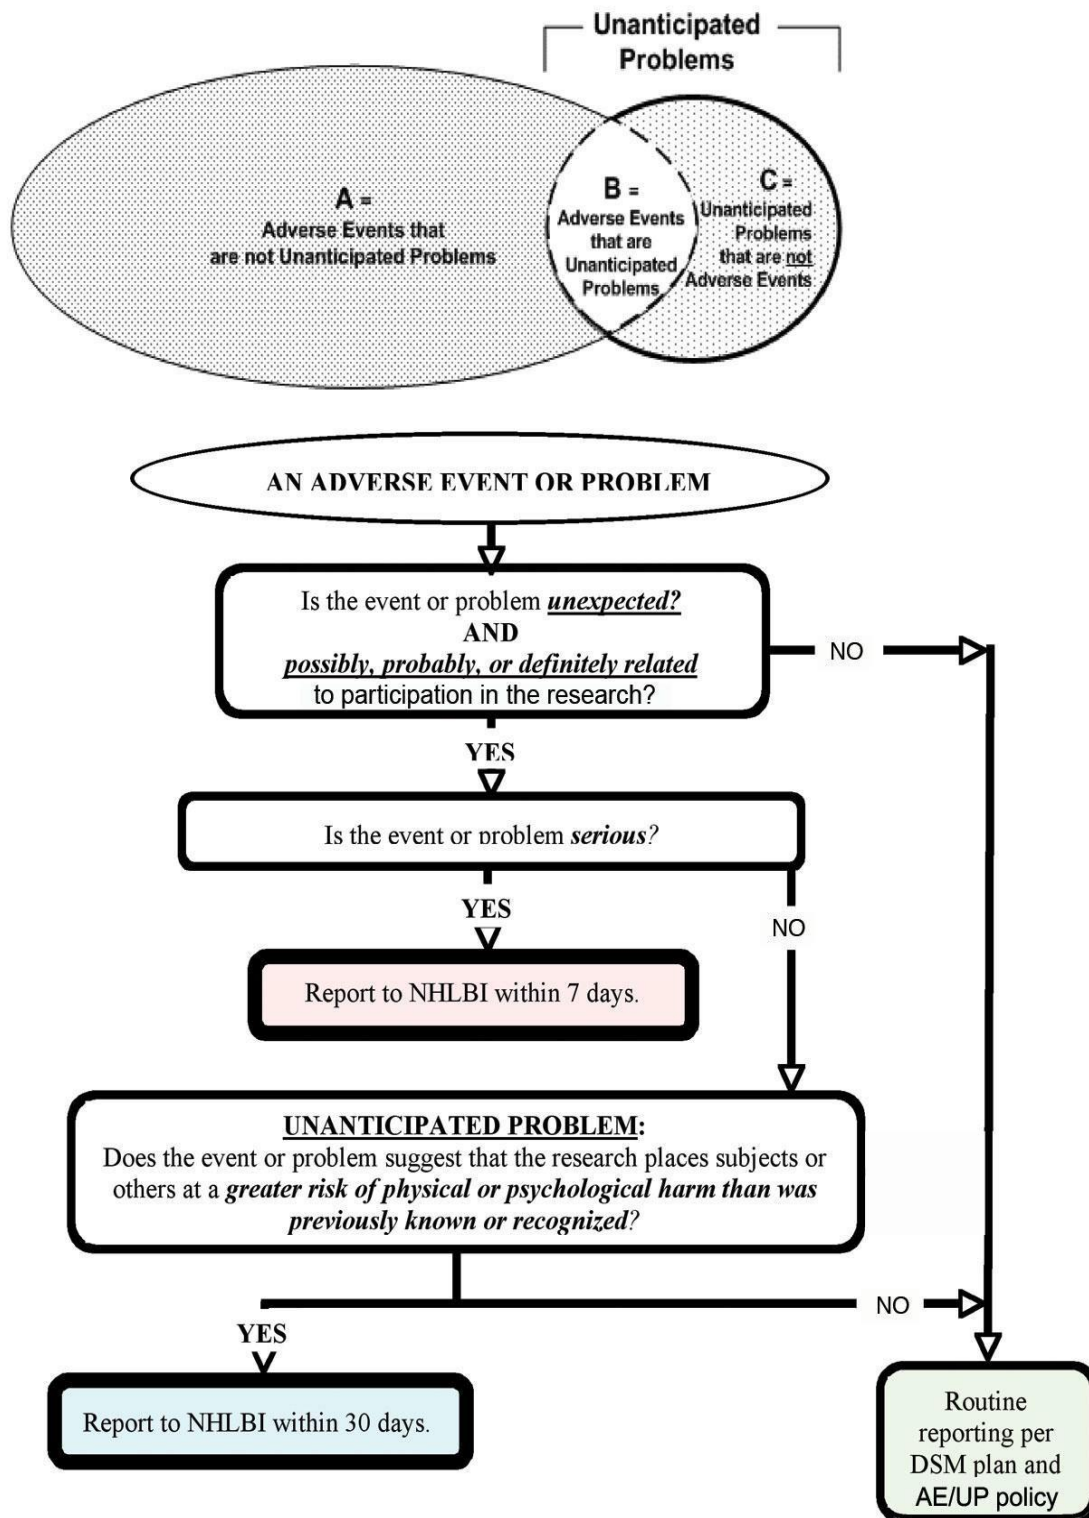 Unanticipated
Problems
A =
Adverse Events that
are not Unanticipated Problems
B =
Adverse Events
that are
Unanticipated
Problems
C =
Unanticipated
Problems
that are not
Adverse Events
AN ADVERSE EVENT OR PROBLEM
Is the event or problem unexpected?
AND
possibly, probably, or definitely related
to participation in the research?
NO
YES
Is the event or problem serious?
YES
NO
Report to NHLBI within 7 days.
UNANTICIPATED PROBLEM:
Does the event or problem suggest that the research places subjects or
others at a greater risk of physical or psychological harm than was
previously known or recognized?
NO
YES
Report to NHLBI within 30 days.
Routine
reporting per
DSM plan and
AE/UP policy